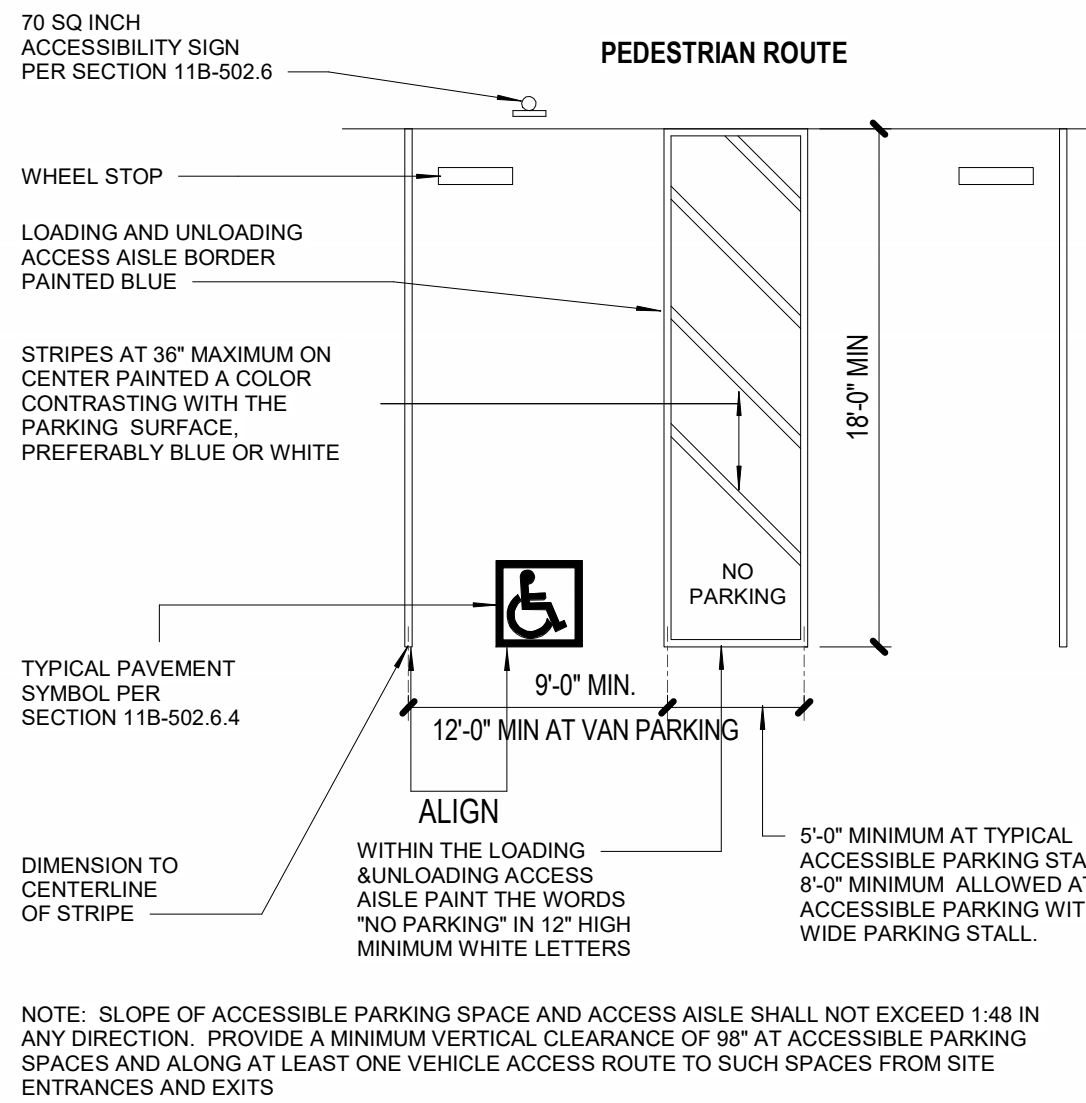 70 SQ INCH
ACCESSIBILITY SIGN
PER SECTION 11B-502.6
PEDESTRIAN ROUTE
WHEEL STOP
LOADING AND UNLOADING
ACCESS AISLE BORDER
PAINTED BLUE
STRIPES AT 36" MAXIMUM ON
CENTER PAINTED A COLOR
CONTRASTING WITH THE
PARKING SURFACE,
PREFERABLY BLUE OR WHITE
18'-0" MIN
NO
PARKING
TYPICAL PAVEMENT
SYMBOL PER
SECTION 11B-502.6.4
9'-0" MIN.
12'-0" MIN AT VAN PARKING
ALIGN
DIMENSION TO
CENTERLINE
OF STRIPE
WITHIN THE LOADING
&UNLOADING ACCESS
AISLE PAINT THE WORDS
"NO PARKING" IN 12" HIGH
MINIMUM WHITE LETTERS
5'-0" MINIMUM AT TYPICAL
ACCESSIBLE PARKING
8'-0" MINIMUM ALLOWED
ACCESSIBLE PARKING
WIDE PARKING STALL.
NOTE: SLOPE OF ACCESSIBLE PARKING SPACE AND ACCESS AISLE SHALL NOT EXCEED 1:48 IN
ANY DIRECTION. PROVIDE A MINIMUM VERTICAL CLEARANCE OF 98" AT ACCESSIBLE PARKING
SPACES AND ALONG AT LEAST ONE VEHICLE ACCESS ROUTE TO SUCH SPACES FROM SITE
ENTRANCES AND EXITS